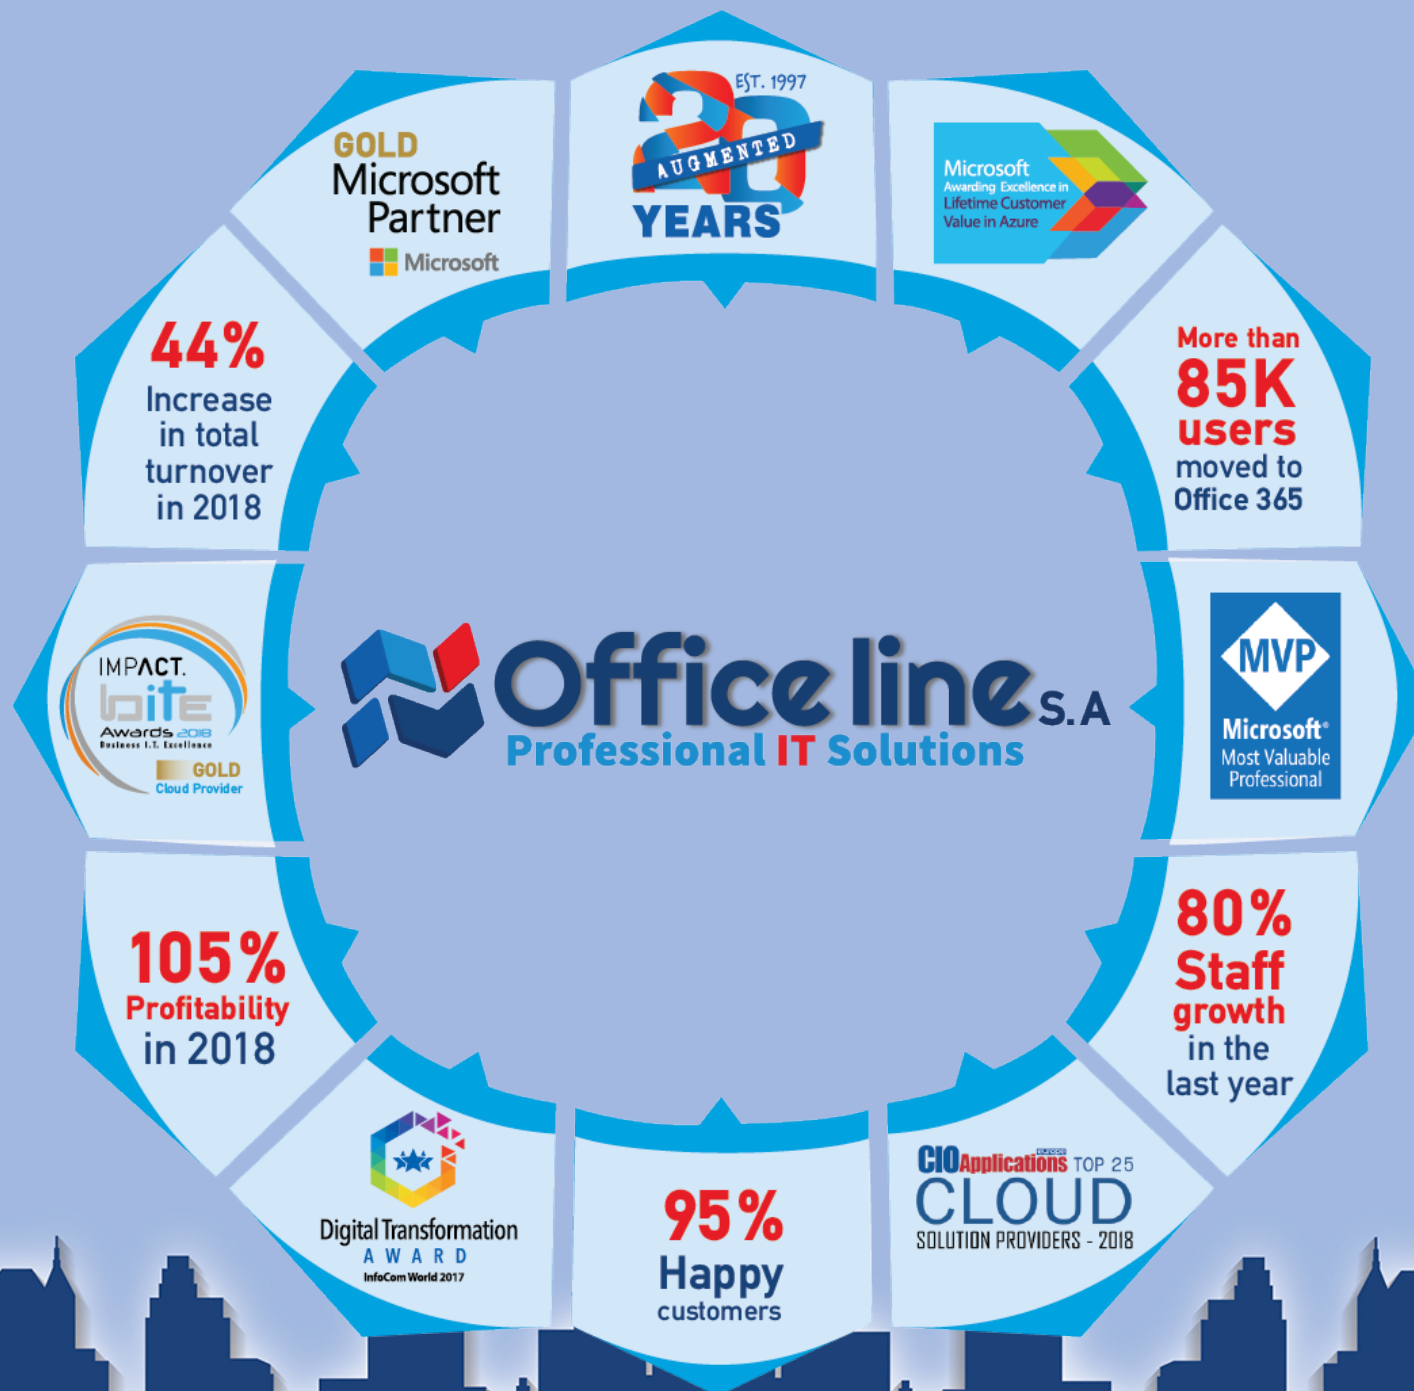 EST. 1997
20
AUGMENTED
YEARS
Microsoft
Awarding Excellence in
Lifetime Customer
Value in Azure
More than
85K
users
moved to
Office 365
MVP
Microsoft®
Most Valuable
Professional
80%
Staff
growth
in the
last year
CIO Applications europe TOP 25
CLOUD
SOLUTION PROVIDERS - 2018
95%
Happy
customers
Digital Transformation
AWARD
InfoCom World 2017
105%
Profitability
in 2018
IMPACT.
bite
Awards 2018
Business I.T. Excellence
GOLD
Cloud Provider
44%
Increase
in total
turnover
in 2018
GOLD
Microsoft
Partner
Microsoft
Office line S.A
Professional IT Solutions